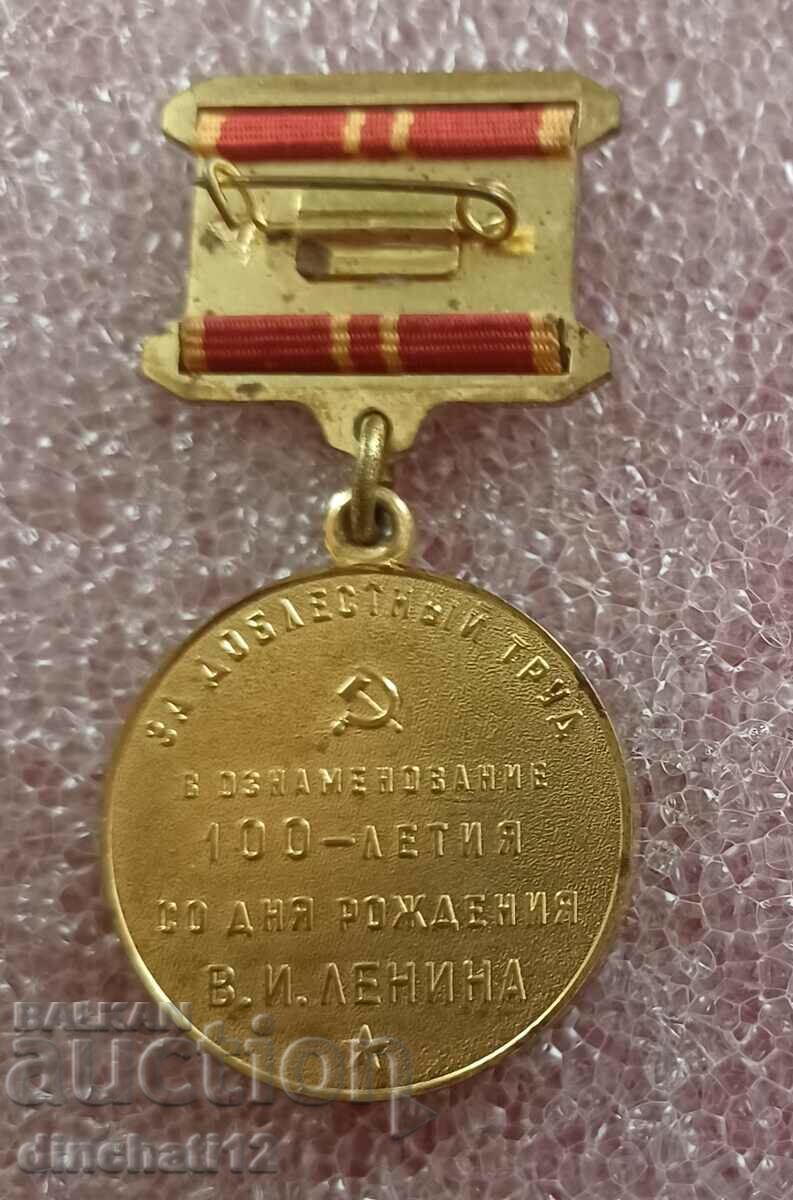 ЗА ДОБЛЕСТНЫЙ ТРУД
В ОЗНАМЕНОВАНИЕ
100-ЛЕТИЯ
СО ДНЯ РОЖДЕНИЯ
В.И.ЛЕНИНА
BALKAN
auction
dinchati12